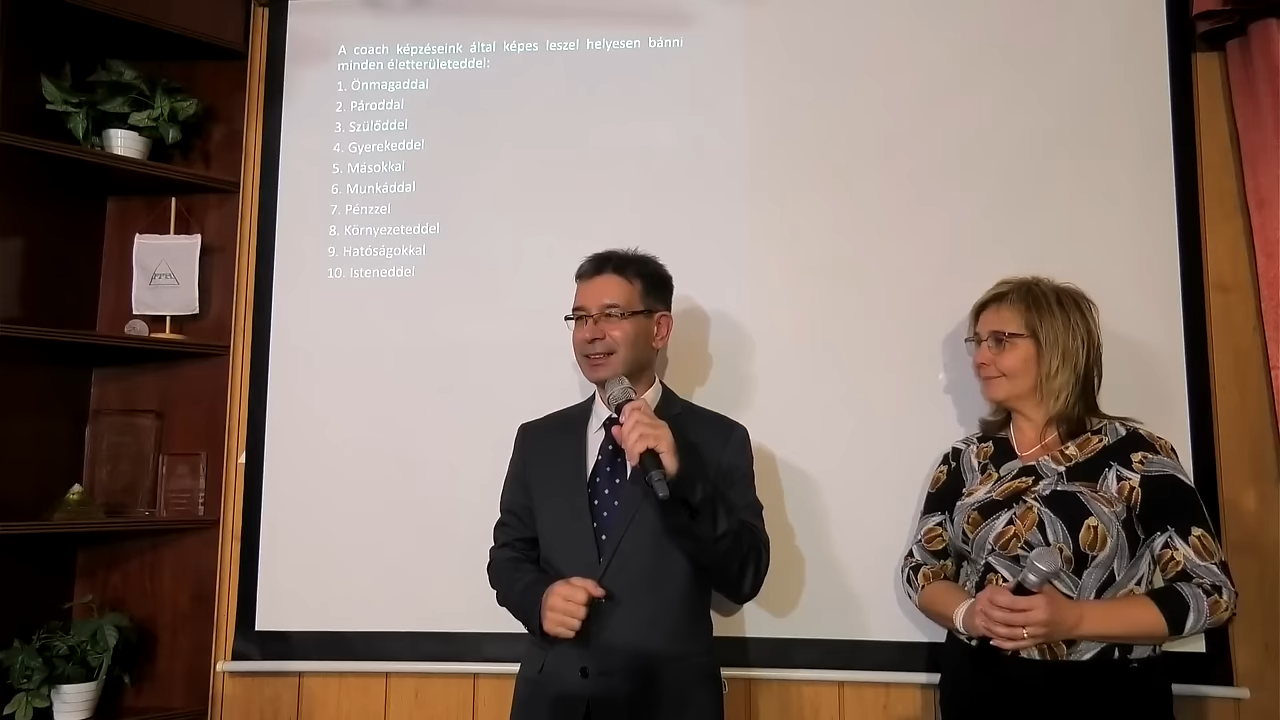 A coach képzéseink által képes leszel helyesen bánni
minden életterületeddel:
1. Önmagaddal
2. Pároddal
3. Szülőddel
4. Gyerekeddel
5. Másokkal
6. Munkáddal
7. Pénzzel
8. Környezeteddel
9. Hatóságokkal
10. Isteneddel